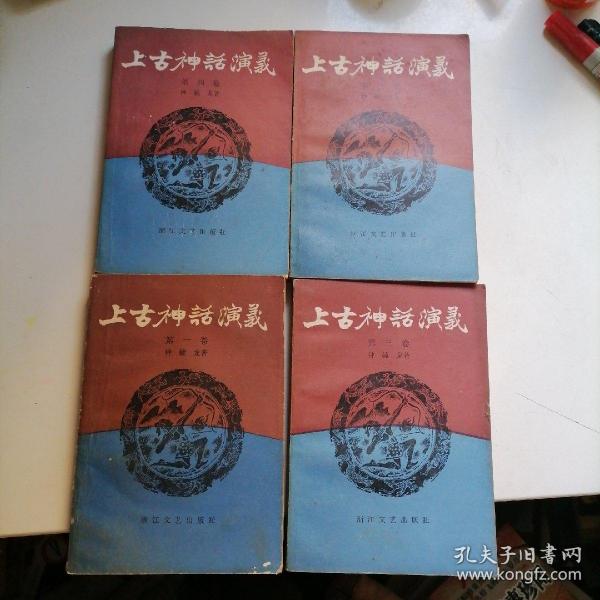 上古神話演義
第四卷
钟毓龙著
浙江文艺出版社
上古神話演義
浙江文艺出版社
上古神話演義
第一卷
钟毓龙著
浙江文艺出版社
上古神話演義
第三卷
钟毓龙著
浙江文艺出版社
孔夫子旧书网
www.kongfz.com